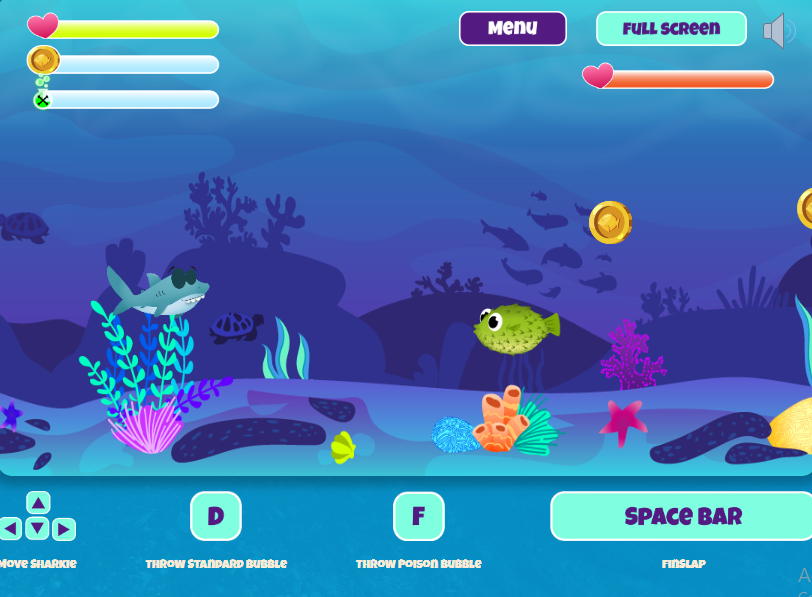 Menu
Full screen
D
F
Space Bar
Move Sharkie
Throw Standard Bubble
Throw Poison Bubble
Finslap